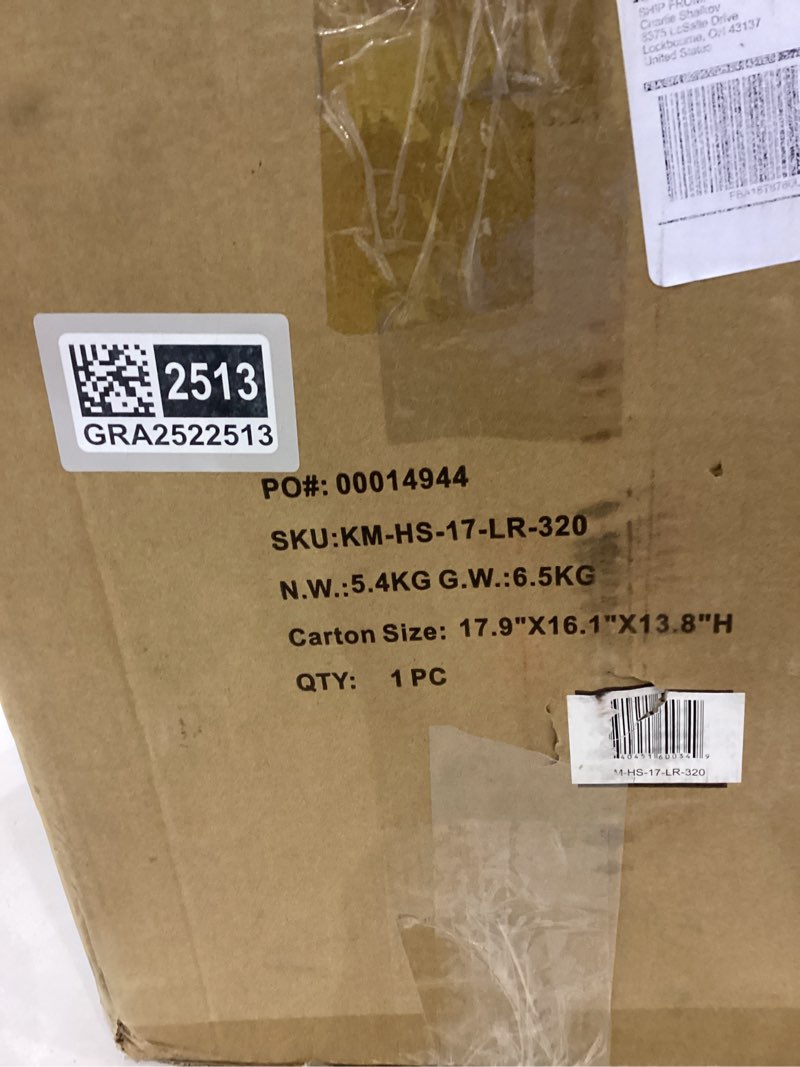 SHIP FROM
Charlie Shalkov
8375 LaSalle Drive
Lockbourne, OH 43137
United States
2513
GRA2522513
PO#: 00014944
SKU:KM-HS-17-LR-320
N.W.:5.4KG G.W.:6.5KG
Carton Size: 17.9"X16.1"X13.8"H
QTY: 1 PC
M-HS-17-LR-320